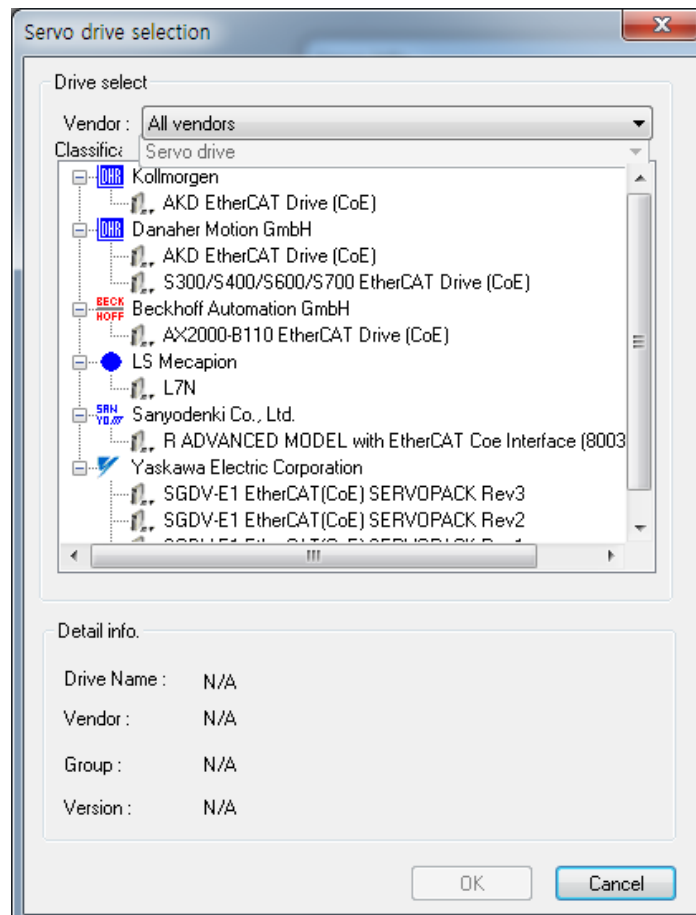 Servo drive selection
Drive select
Vendor : All vendors
Classifica Servo drive
DHR Kollmorgen
AKD EtherCAT Drive (CoE)
DHR Danaher Motion GmbH
AKD EtherCAT Drive (CoE)
S300/S400/S600/S700 EtherCAT Drive (CoE)
BECK
HOFF Beckhoff Automation GmbH
AX2000-B110 EtherCAT Drive (CoE)
LS Mecapion
L7N
SAN
YO Sanyodenki Co., Ltd.
R ADVANCED MODEL with EtherCAT Coe Interface (8003
Yaskawa Electric Corporation
SGDV-E1 EtherCAT(CoE) SERVOPACK Rev3
SGDV-E1 EtherCAT(CoE) SERVOPACK Rev2
Detail info.
Drive Name : N/A
Vendor : N/A
Group : N/A
Version : N/A
OK Cancel